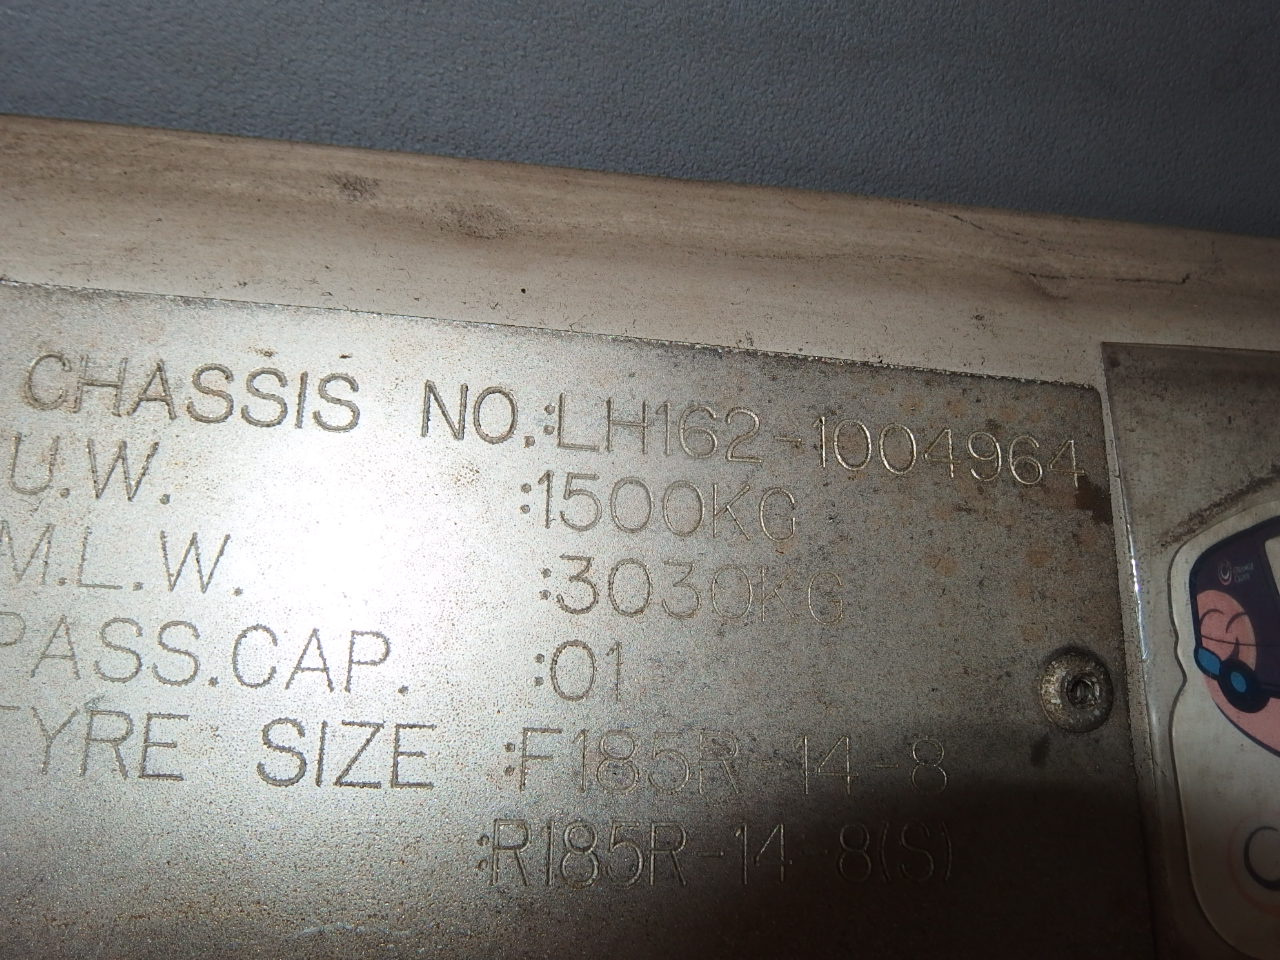 CHASSIS NO.:LH162-1004964
U.W. :1500KG
M.L.W. :3030KG
PASS.CAP. :01
TYRE SIZE :F185R-14-8
:R185R-14 8(S)